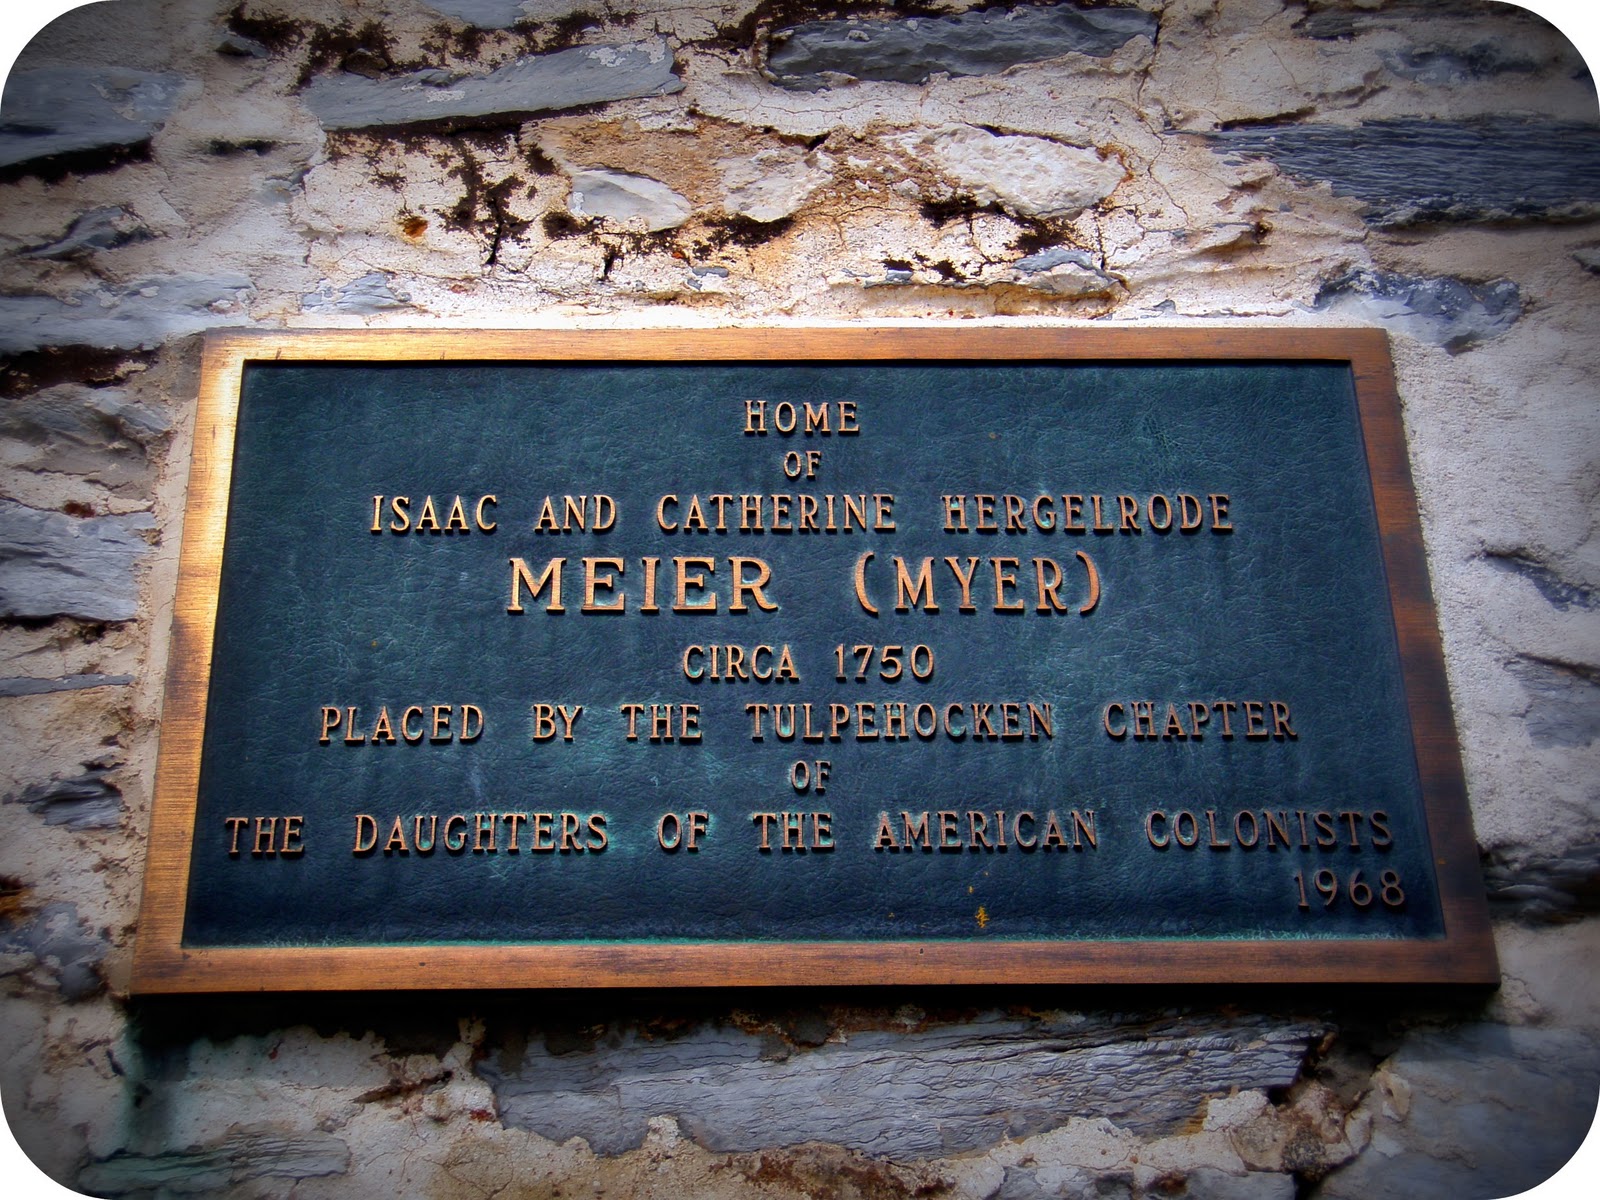 HOME
OF
ISAAC AND CATHERINE HERGELRODE
MEIER (MYER)
CIRCA 1750
PLACED BY THE TULPEHOCKEN CHAPTER
OF
THE DAUGHTERS OF THE AMERICAN COLONISTS
1968